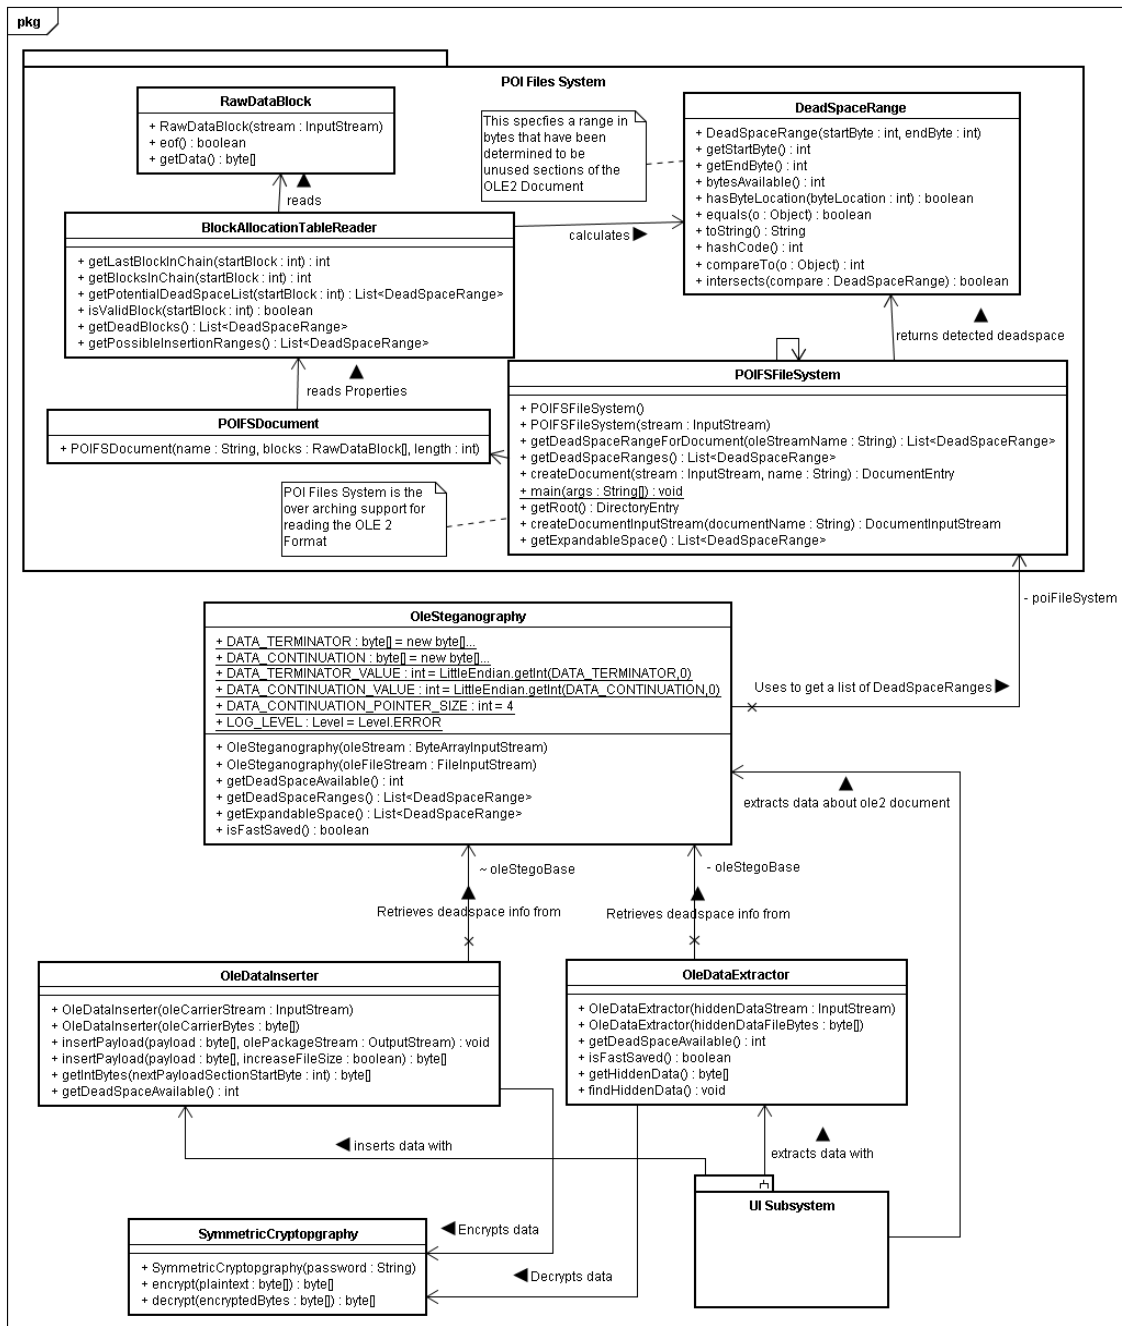 pkg
POI Files System
RawDataBlock
+ RawDataBlock(stream : InputStream)
+ eof() : boolean
+ getData() : byte[]
This specfies a range in
bytes that have been
determined to be
unused sections of the
OLE2 Document
DeadSpaceRange
+ DeadSpaceRange(startByte : int, endByte : int)
+ getStartByte() : int
+ getEndByte() : int
+ bytesAvailable() : int
+ hasByteLocation(byteLocation : int) : boolean
+ equals(o : Object) : boolean
+ toString() : String
+ hashCode() : int
+ compareTo(o : Object) : int
+ intersects(compare : DeadSpaceRange) : boolean
reads
BlockAllocationTableReader
+ getLastBlockInChain(startBlock : int) : int
+ getBlocksInChain(startBlock : int) : int
+ getPotentialDeadSpaceList(startBlock : int) : List<DeadSpaceRange>
+ isValidBlock(startBlock : int) : boolean
+ getDeadBlocks() : List<DeadSpaceRange>
+ getPossibleInsertionRanges() : List<DeadSpaceRange>
calculates
returns detected deadspace
reads Properties
POIFSDocument
+ POIFSDocument(name : String, blocks : RawDataBlock[], length : int)
POIFSFileSystem
+ POIFSFileSystem()
+ POIFSFileSystem(stream : InputStream)
+ getDeadSpaceRangeForDocument(oleStreamName : String) : List<DeadSpaceRange>
+ getDeadSpaceRanges() : List<DeadSpaceRange>
+ createDocument(stream : InputStream, name : String) : DocumentEntry
+ main(args : String[]) : void
+ getRoot() : DirectoryEntry
+ createDocumentInputStream(documentName : String) : DocumentInputStream
+ getExpandableSpace() : List<DeadSpaceRange>
POI Files System is the
over arching support for
reading the OLE 2
Format
- poiFileSystem
OleSteganography
+ DATA_TERMINATOR : byte[] = new byte[...
+ DATA_CONTINUATION : byte[] = new byte[...
+ DATA_TERMINATOR_VALUE : int = LittleEndian.getInt(DATA_TERMINATOR,0)
+ DATA_CONTINUATION_VALUE : int = LittleEndian.getInt(DATA_CONTINUATION,0)
+ DATA_CONTINUATION_POINTER_SIZE : int = 4
+ LOG_LEVEL : Level = Level.ERROR
+ OleSteganography(oleStream : ByteArrayInputStream)
+ OleSteganography(oleFileStream : FileInputStream)
+ getDeadSpaceAvailable() : int
+ getDeadSpaceRanges() : List<DeadSpaceRange>
+ getExpandableSpace() : List<DeadSpaceRange>
+ isFastSaved() : boolean
Uses to get a list of DeadSpaceRanges
extracts data about ole2 document
~ oleStegoBase
- oleStegoBase
Retrieves deadspace info from
Retrieves deadspace info from
OleDataInserter
+ OleDataInserter(oleCarrierStream : InputStream)
+ OleDataInserter(oleCarrierBytes : byte[])
+ insertPayload(payload : byte[], olePackageStream : OutputStream) : void
+ insertPayload(payload : byte[], increaseFileSize : boolean) : byte[]
+ getIntBytes(nextPayloadSectionStartByte : int) : byte[]
+ getDeadSpaceAvailable() : int
OleDataExtractor
+ OleDataExtractor(hiddenDataStream : InputStream)
+ OleDataExtractor(hiddenDataFileBytes : byte[])
+ getDeadSpaceAvailable() : int
+ isFastSaved() : boolean
+ getHiddenData() : byte[]
+ findHiddenData() : void
inserts data with
extracts data with
UI Subsystem
SymmetricCryptopgraphy
+ SymmetricCryptography(password : String)
+ encrypt(plaintext : byte[]) : byte[]
+ decrypt(encryptedBytes : byte[]) : byte[]
Encrypts data
Decrypts data